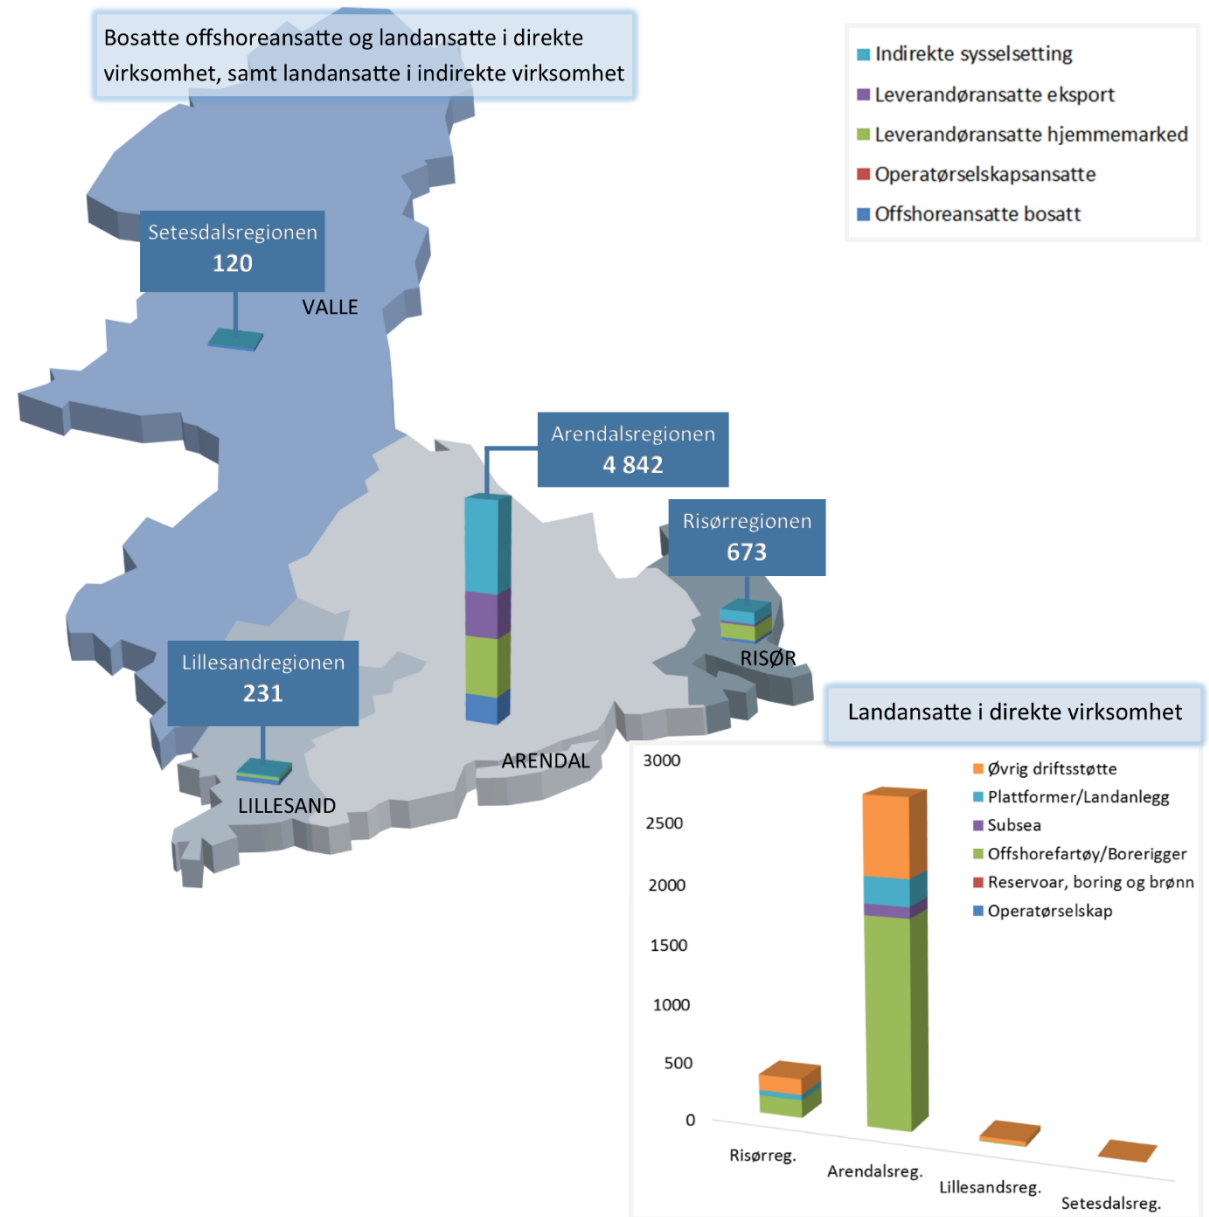 Bosatte offshoreansatte og landansatte i direkte
virksomhet, samt landansatte i indirekte virksomhet
Indirekte sysselsetting
Leverandøransatte eksport
Leverandøransatte hjemmemarked
Operatørselskapsansatte
Offshoreansatte bosatt
Setesdalsregionen
120
VALLE
Arendalsregionen
4 842
Risørregionen
673
RISØR
Lillesandregionen
231
ARENDAL
LILLESAND
Landansatte i direkte virksomhet
3000
2500
2000
1500
1000
500
0
Øvrig driftsstøtte
Plattformer/Landanlegg
Subsea
Offshorefartøy/Borerigger
Reservoar, boring og brønn
Operatørselskap
Risørreg.
Arendalsreg.
Lillesandsreg.
Setesdalsreg.